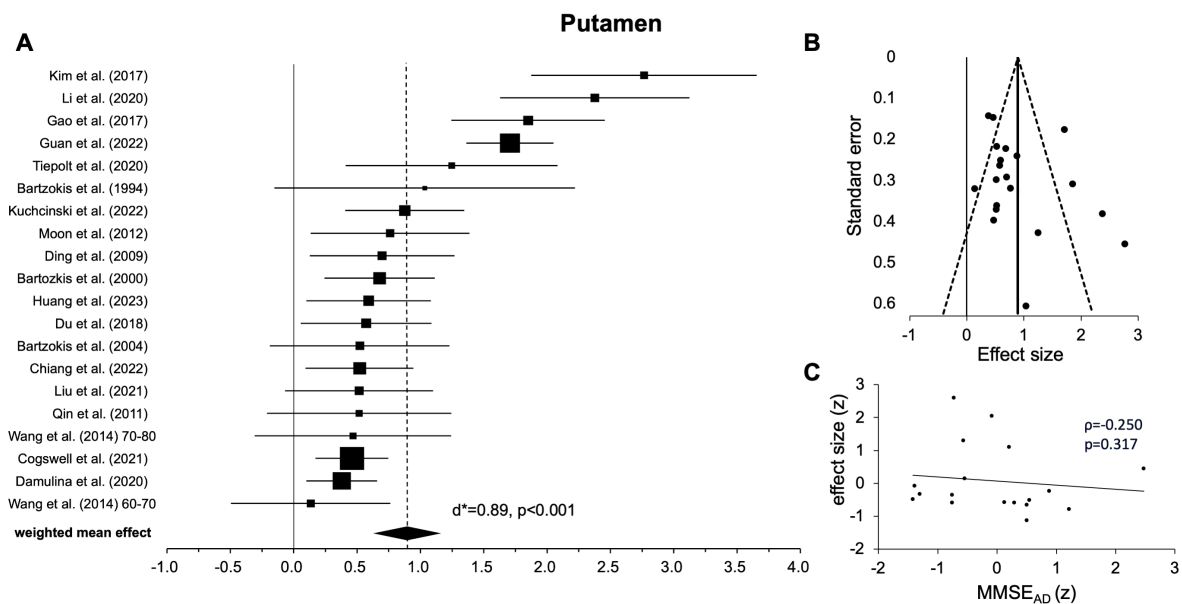 Putamen
A
Kim et al. (2017)
Li et al. (2020)
Gao et al. (2017)
Guan et al. (2022)
Tiepolt et al. (2020)
Bartzokis et al. (1994)
Kuchcinski et al. (2022)
Moon et al. (2012)
Ding et al. (2009)
Bartozkis et al. (2000)
Huang et al. (2023)
Du et al. (2018)
Bartzokis et al. (2004)
Chiang et al. (2022)
Liu et al. (2021)
Qin et al. (2011)
Wang et al. (2014) 70-80
Cogswell et al. (2021)
Damulina et al. (2020)
Wang et al. (2014) 60-70
weighted mean effect
d*=0.89, p<0.001
-1.0 0.0 0.5 1.0 1.5 2.0 2.5 3.0 3.5 4.0
B
Standard error
0
0.1
0.2
0.3
0.4
0.5
0.6
-1 0 1 2 3
Effect size
C
effect size (z)
3
2
1
0
-1
-2
ρ=-0.250
p=0.317
-2 -1 0 1 2 3
MMSEAD (z)